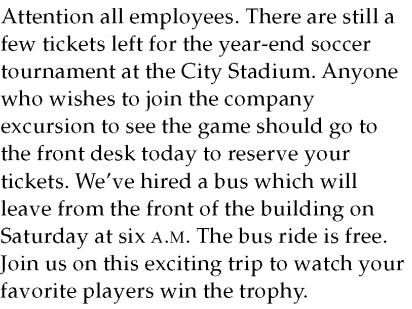 Attention all employees. There are still a
few tickets left for the year-end soccer
tournament at the City Stadium. Anyone
who wishes to join the company
excursion to see the game should go to
the front desk today to reserve your
tickets. We’ve hired a bus which will
leave from the front of the building on
Saturday at six A.M. The bus ride is free.
Join us on this exciting trip to watch your
favorite players win the trophy.